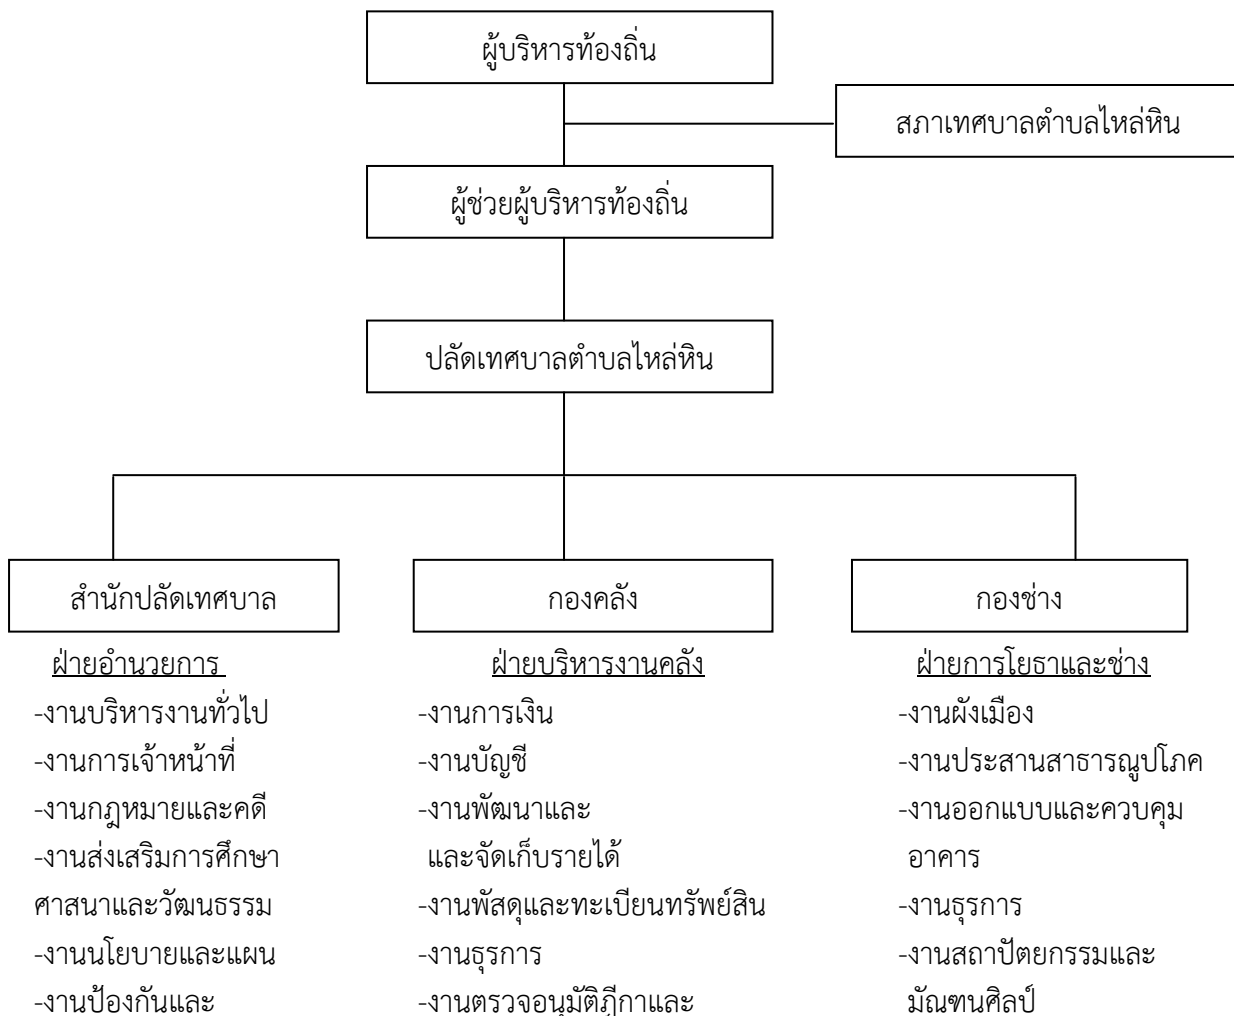 ผู้บริหารท้องถิ่น
สภาเทศบาลตำบลไหล่หิน
ผู้ช่วยผู้บริหารท้องถิ่น
ปลัดเทศบาลตำบลไหล่หิน
สำนักปลัดเทศบาล
ฝ่ายอำนวยการ
-งานบริหารงานทั่วไป
-งานการเจ้าหน้าที่
-งานกฎหมายและคดี
-งานส่งเสริมการศึกษา
ศาสนาและวัฒนธรรม
-งานนโยบายและแผน
-งานป้องกันและ
กองคลัง
ฝ่ายบริหารงานคลัง
-งานการเงิน
-งานบัญชี
-งานพัฒนาและ
และจัดเก็บรายได้
-งานพัสดุและทะเบียนทรัพย์สิน
-งานธุรการ
-งานตรวจอนุมัติฎีกาและ
กองช่าง
ฝ่ายการโยธาและช่าง
-งานผังเมือง
-งานประสานสาธารณูปโภค
-งานออกแบบและควบคุม
อาคาร
-งานธุรการ
-งานสถาปัตยกรรมและ
มัณฑนศิลป์